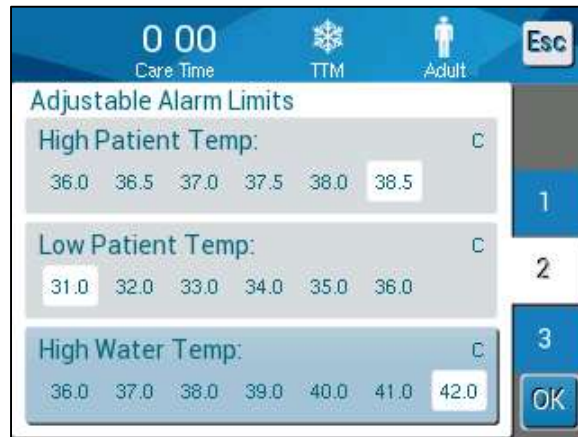 0 00
Care Time
TTM
Adult
Esc
Adjustable Alarm Limits
High Patient Temp: C
36.0 36.5 37.0 37.5 38.0 38.5
1
Low Patient Temp: C
31.0 32.0 33.0 34.0 35.0 36.0
2
High Water Temp: C
36.0 37.0 38.0 39.0 40.0 41.0 42.0
3
OK